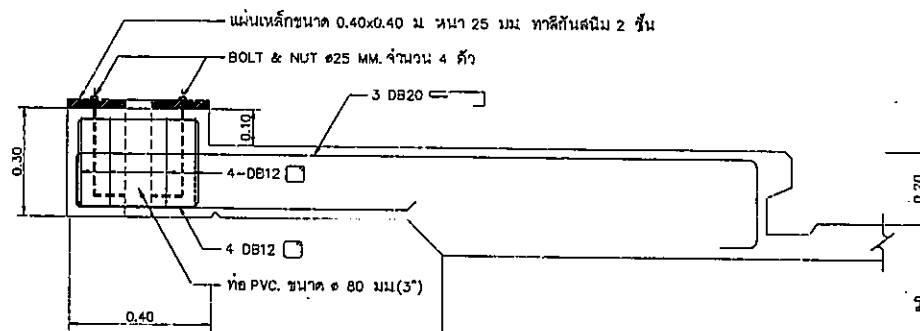 แผ่นเหล็กขนาด 0.40x0.40 ม หนา 25 มม ทาสีกันสนิม 2 ชั้น
BOLT & NUT ø25 MM. จำนวน 4 ตัว
3 DB20
0.10
0.30
4-DB12
0.20
4 DB12
ท่อ PVC. ขนาด ø 80 มม(3")
0.40